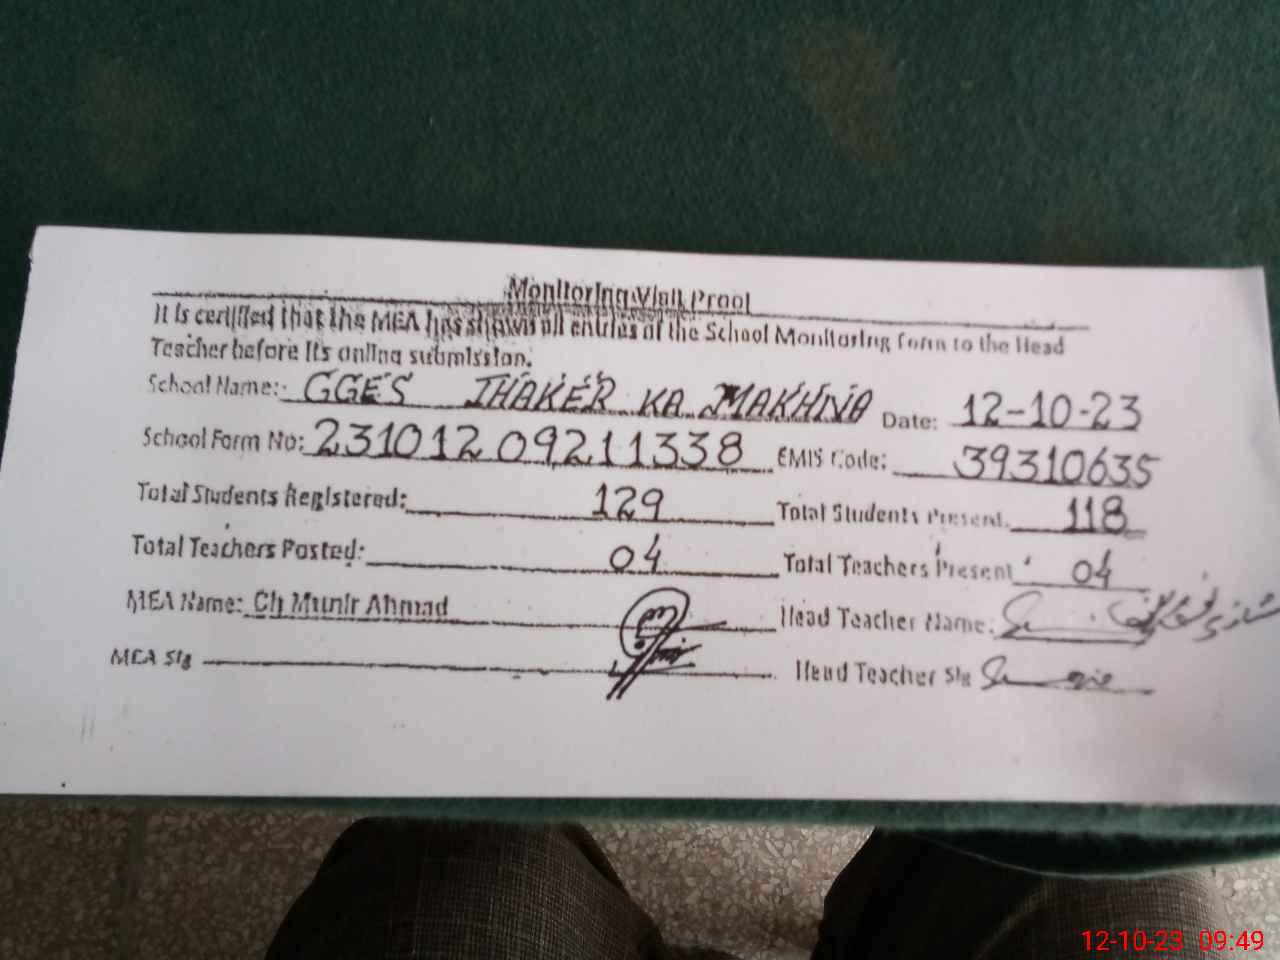 Monitoring Visit Proof
It is certified that the MEA has shown all entries of the School Monitoring form to the Head
Teacher before its online submission.
School Name:- GGES THAKER KA MAKHNA Date: 12-10-23
School Form No: 23101209211338 EMIS Code: 39310635
Total Students Registered: 129 Total Students Present. 118
Total Teachers Posted: 04 Total Teachers Present 04
MEA Name: Ch Munir Ahmad Head Teacher Name:
MEA Sig Head Teacher Sig
12-10-23 09:49